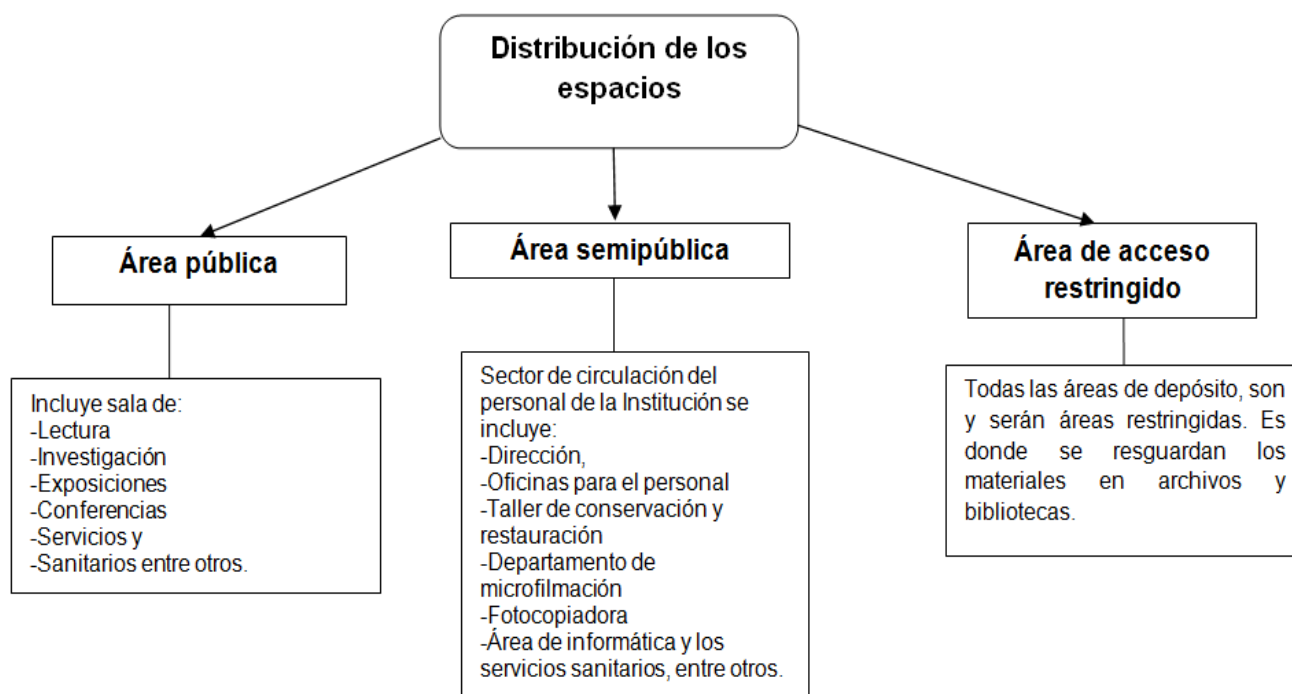 Distribución de los
espacios
Área pública
Área semipública
Área de acceso
restringido
Incluye sala de:
-Lectura
-Investigación
-Exposiciones
-Conferencias
-Servicios y
-Sanitarios entre otros.
Sector de circulación del
personal de la Institución se
incluye:
-Dirección,
-Oficinas para el personal
-Taller de conservación y
restauración
-Departamento de
microfilmación
-Fotocopiadora
-Área de informática y los
servicios sanitarios, entre otros.
Todas las áreas de depósito, son
y serán áreas restringidas. Es
donde se resguardan los
materiales en archivos y
bibliotecas.